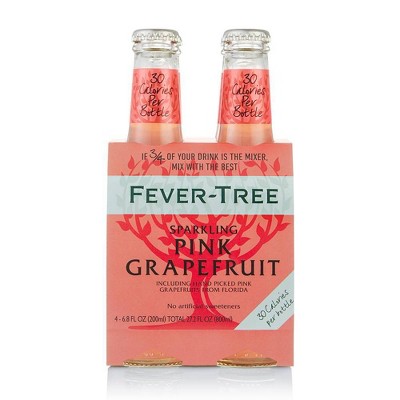 30
Calories
Per
Bottle
30
Calories
Per
Bottle
IF 3/4 OF YOUR DRINK IS THE MIXER,
MIX WITH THE BEST
FEVER-TREE
SPARKLING
PINK
GRAPEFRUIT
INCLUDING HAND PICKED PINK
GRAPEFRUITS FROM FLORIDA
No artificial sweeteners
4 - 6.8 FL OZ (200ml) TOTAL 27.2 FL OZ (800ml)
30 Calories
per bottle